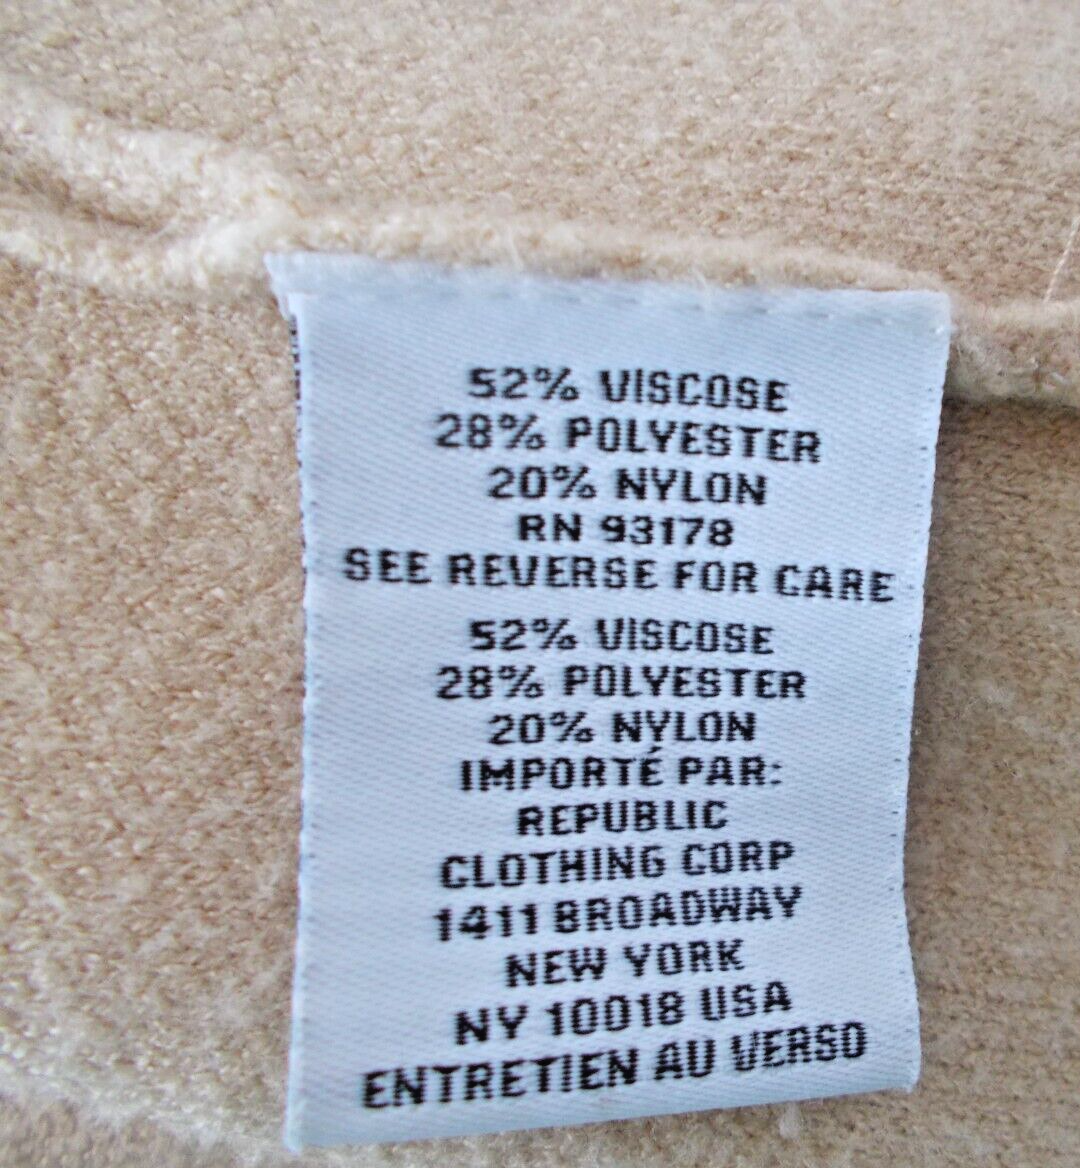 52% VISCOSE
28% POLYESTER
20% NYLON
RN 93178
SEE REVERSE FOR CARE
52% VISCOSE
28% POLYESTER
20% NYLON
IMPORTÉ PAR:
REPUBLIC
CLOTHING CORP
1411 BROADWAY
NEW YORK
NY 10018 USA
ENTRETIEN AU VERSO